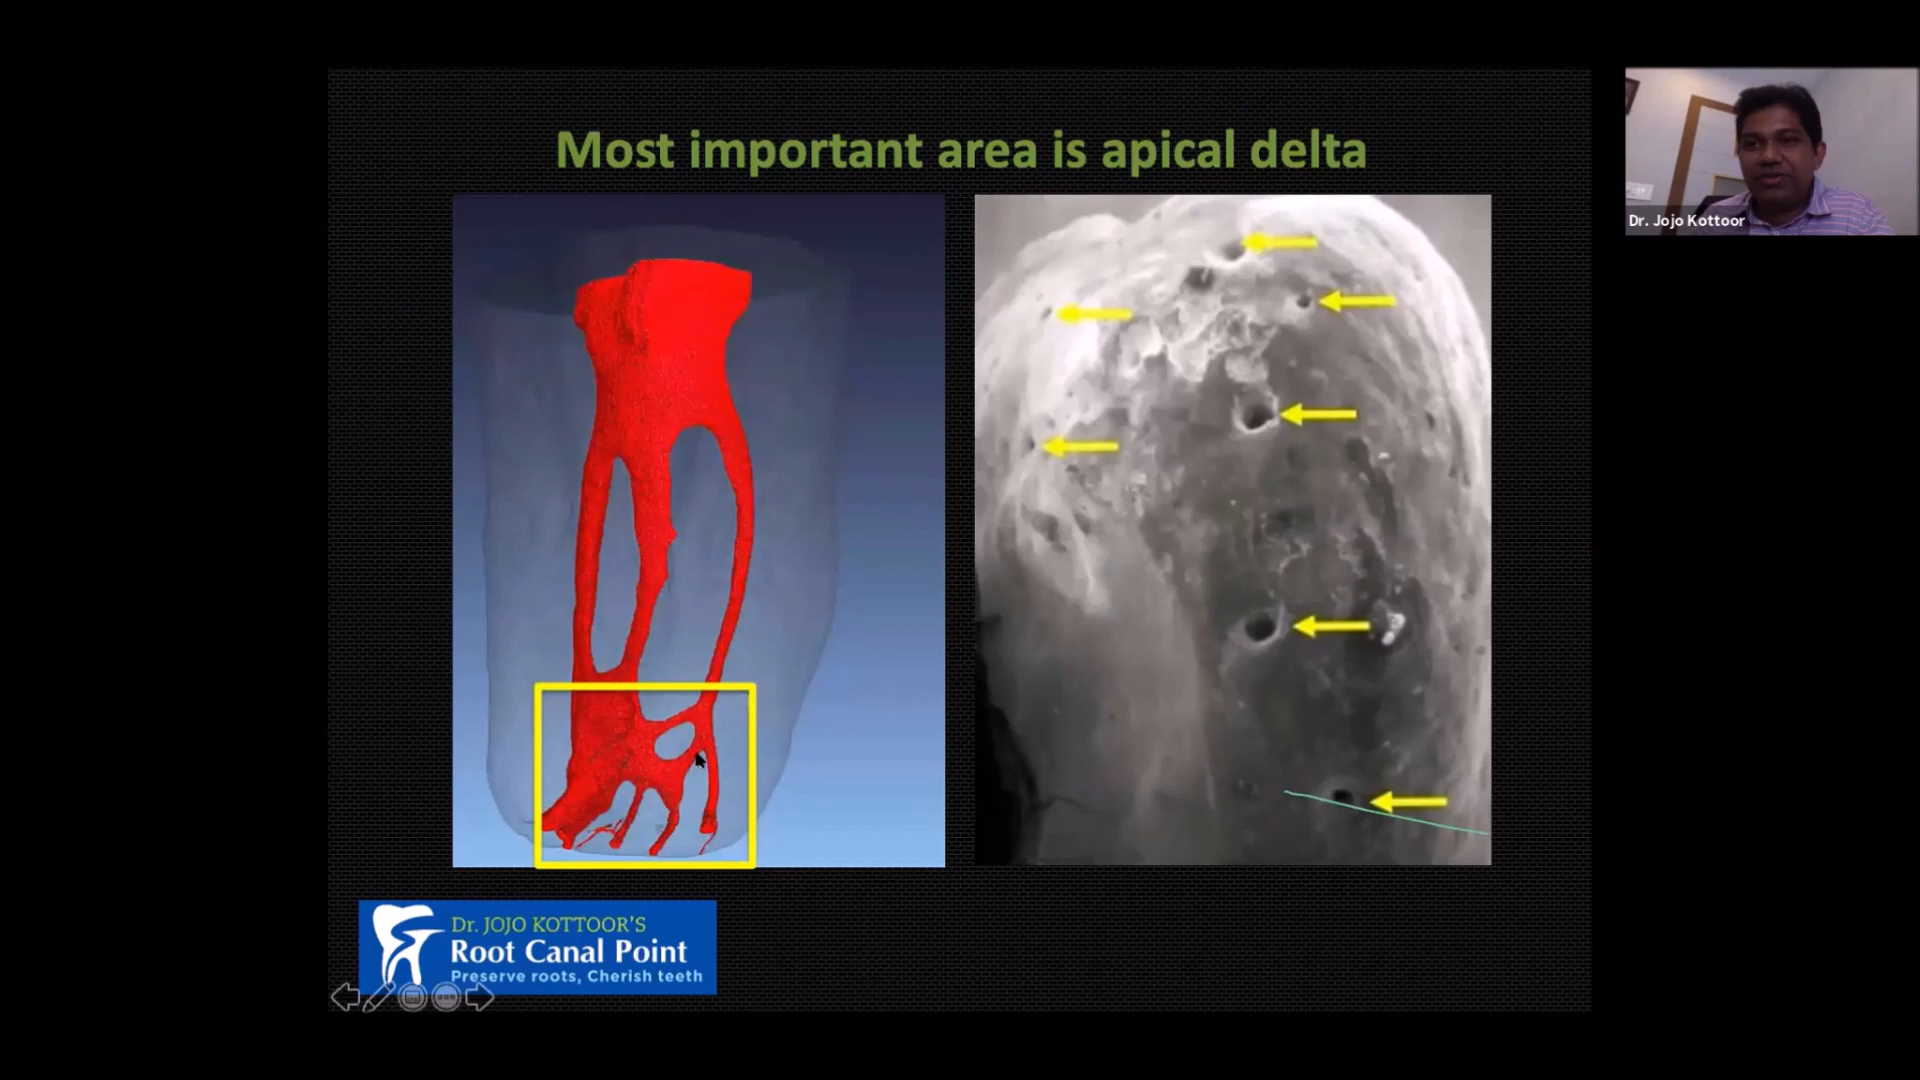 Most important area is apical delta
Dr. Jojo Kottoor
Dr. JOJO KOTTOOR'S
Root Canal Point
Preserve roots, Cherish teeth